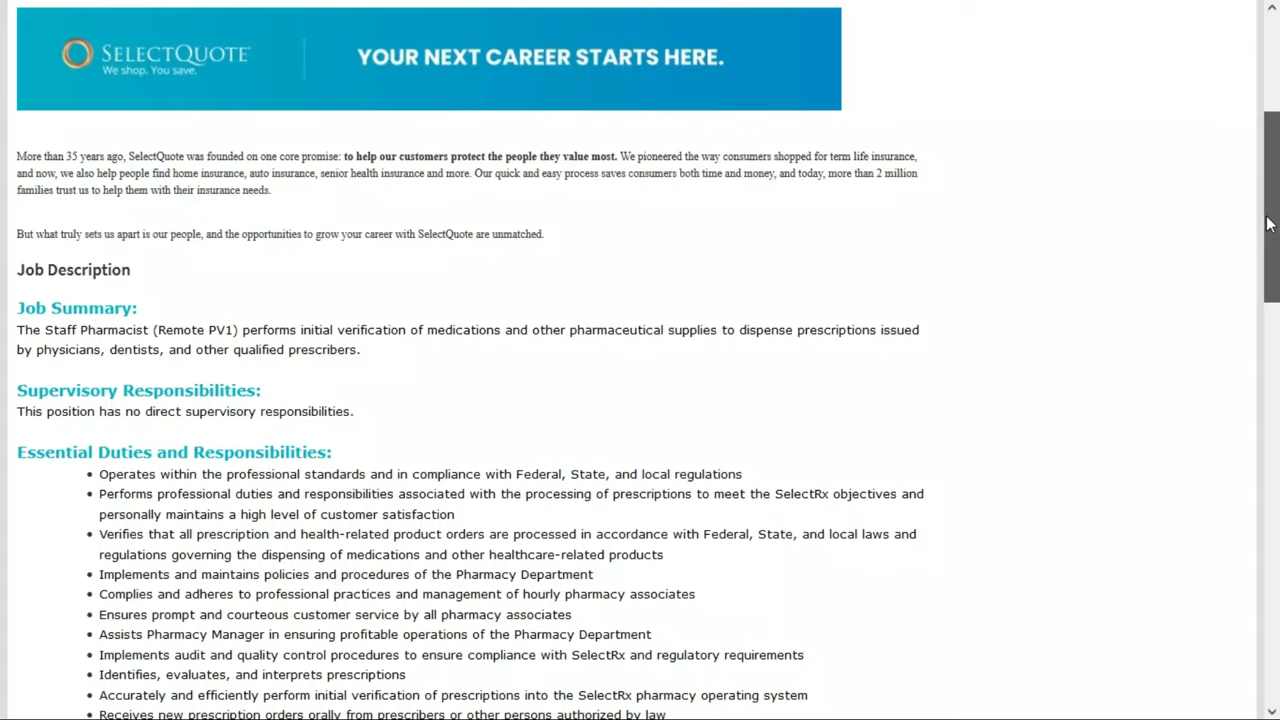 SELECTQUOTE
We shop. You save.
YOUR NEXT CAREER STARTS HERE.
More than 35 years ago, SelectQuote was founded on one core promise: to help our customers protect the people they value most. We pioneered the way consumers shopped for term life insurance,
and now, we also help people find home insurance, auto insurance, senior health insurance and more. Our quick and easy process saves consumers both time and money, and today, more than 2 million
families trust us to help them with their insurance needs.
But what truly sets us apart is our people, and the opportunities to grow your career with SelectQuote are unmatched.
Job Description
Job Summary:
The Staff Pharmacist (Remote PV1) performs initial verification of medications and other pharmaceutical supplies to dispense prescriptions issued
by physicians, dentists, and other qualified prescribers.
Supervisory Responsibilities:
This position has no direct supervisory responsibilities.
Essential Duties and Responsibilities:
• Operates within the professional standards and in compliance with Federal, State, and local regulations
• Performs professional duties and responsibilities associated with the processing of prescriptions to meet the SelectRx objectives and
personally maintains a high level of customer satisfaction
• Verifies that all prescription and health-related product orders are processed in accordance with Federal, State, and local laws and
regulations governing the dispensing of medications and other healthcare-related products
• Implements and maintains policies and procedures of the Pharmacy Department
• Complies and adheres to professional practices and management of hourly pharmacy associates
• Ensures prompt and courteous customer service by all pharmacy associates
• Assists Pharmacy Manager in ensuring profitable operations of the Pharmacy Department
• Implements audit and quality control procedures to ensure compliance with SelectRx and regulatory requirements
• Identifies, evaluates, and interprets prescriptions
• Accurately and efficiently perform initial verification of prescriptions into the SelectRx pharmacy operating system
• Receives new prescription orders orally from prescribers or other persons authorized by law